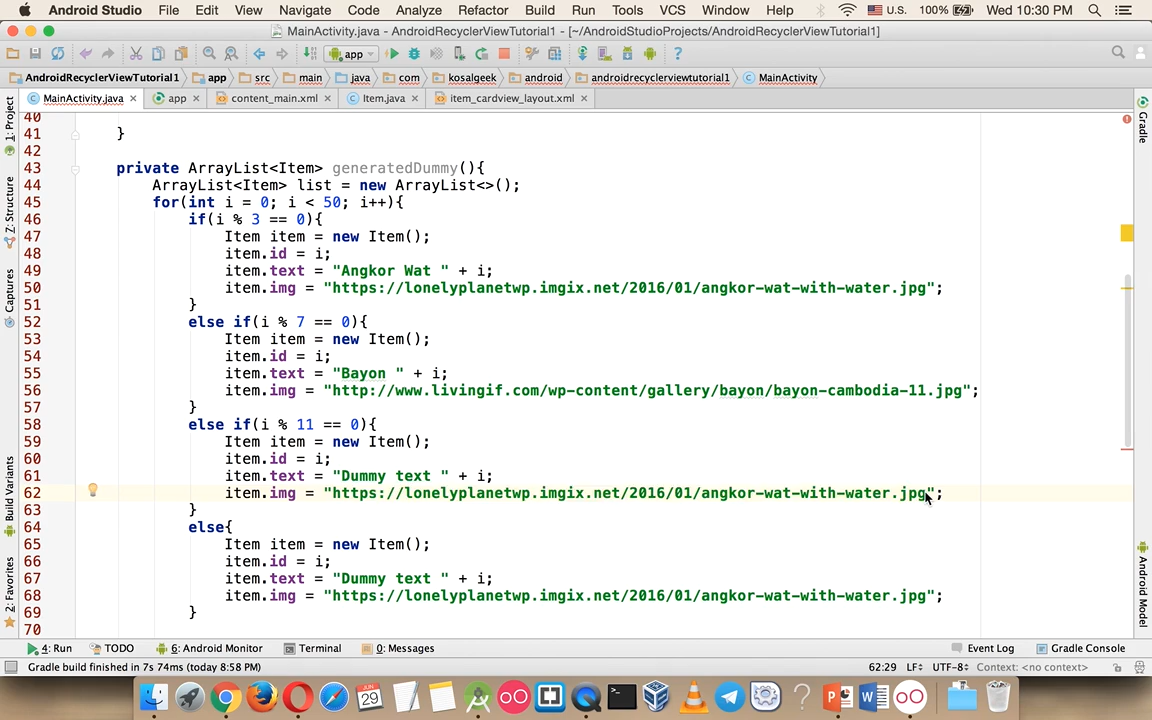 Android Studio File Edit View Navigate Code Analyze Refactor Build Run Tools VCS Window Help U.S. 100% Wed 10:30 PM
MainActivity.java - AndroidRecyclerViewTutorial1 - [~/AndroidStudioProjects/AndroidRecyclerViewTutorial1]
app
AndroidRecyclerViewTutorial1 app src main java com kosalgeek android androidrecyclerviewtutorial1 MainActivity
MainActivity.java app content_main.xml Item.java item_cardview_layout.xml
1: Project
Z: Structure
Captures
Build Variants
2: Favorites
40
41 }
42
43 private ArrayList<Item> generatedDummy(){
44 ArrayList<Item> list = new ArrayList<>();
45 for(int i = 0; i < 50; i++){
46 if(i % 3 == 0){
47 Item item = new Item();
48 item.id = i;
49 item.text = "Angkor Wat " + i;
50 item.img = "https://lonelyplanetwp.imgix.net/2016/01/angkor-wat-with-water.jpg";
51 }
52 else if(i % 7 == 0){
53 Item item = new Item();
54 item.id = i;
55 item.text = "Bayon " + i;
56 item.img = "http://www.livingif.com/wp-content/gallery/bayon/bayon-cambodia-11.jpg";
57 }
58 else if(i % 11 == 0){
59 Item item = new Item();
60 item.id = i;
61 item.text = "Dummy text " + i;
62 item.img = "https://lonelyplanetwp.imgix.net/2016/01/angkor-wat-with-water.jpg";
63 }
64 else{
65 Item item = new Item();
66 item.id = i;
67 item.text = "Dummy text " + i;
68 item.img = "https://lonelyplanetwp.imgix.net/2016/01/angkor-wat-with-water.jpg";
69 }
70
Gradle
Android Model
4: Run TODO 6: Android Monitor Terminal 0: Messages Event Log Gradle Console
Gradle build finished in 7s 74ms (today 8:58 PM) 62:29 LF UTF-8 Context: <no context>
JUN
29